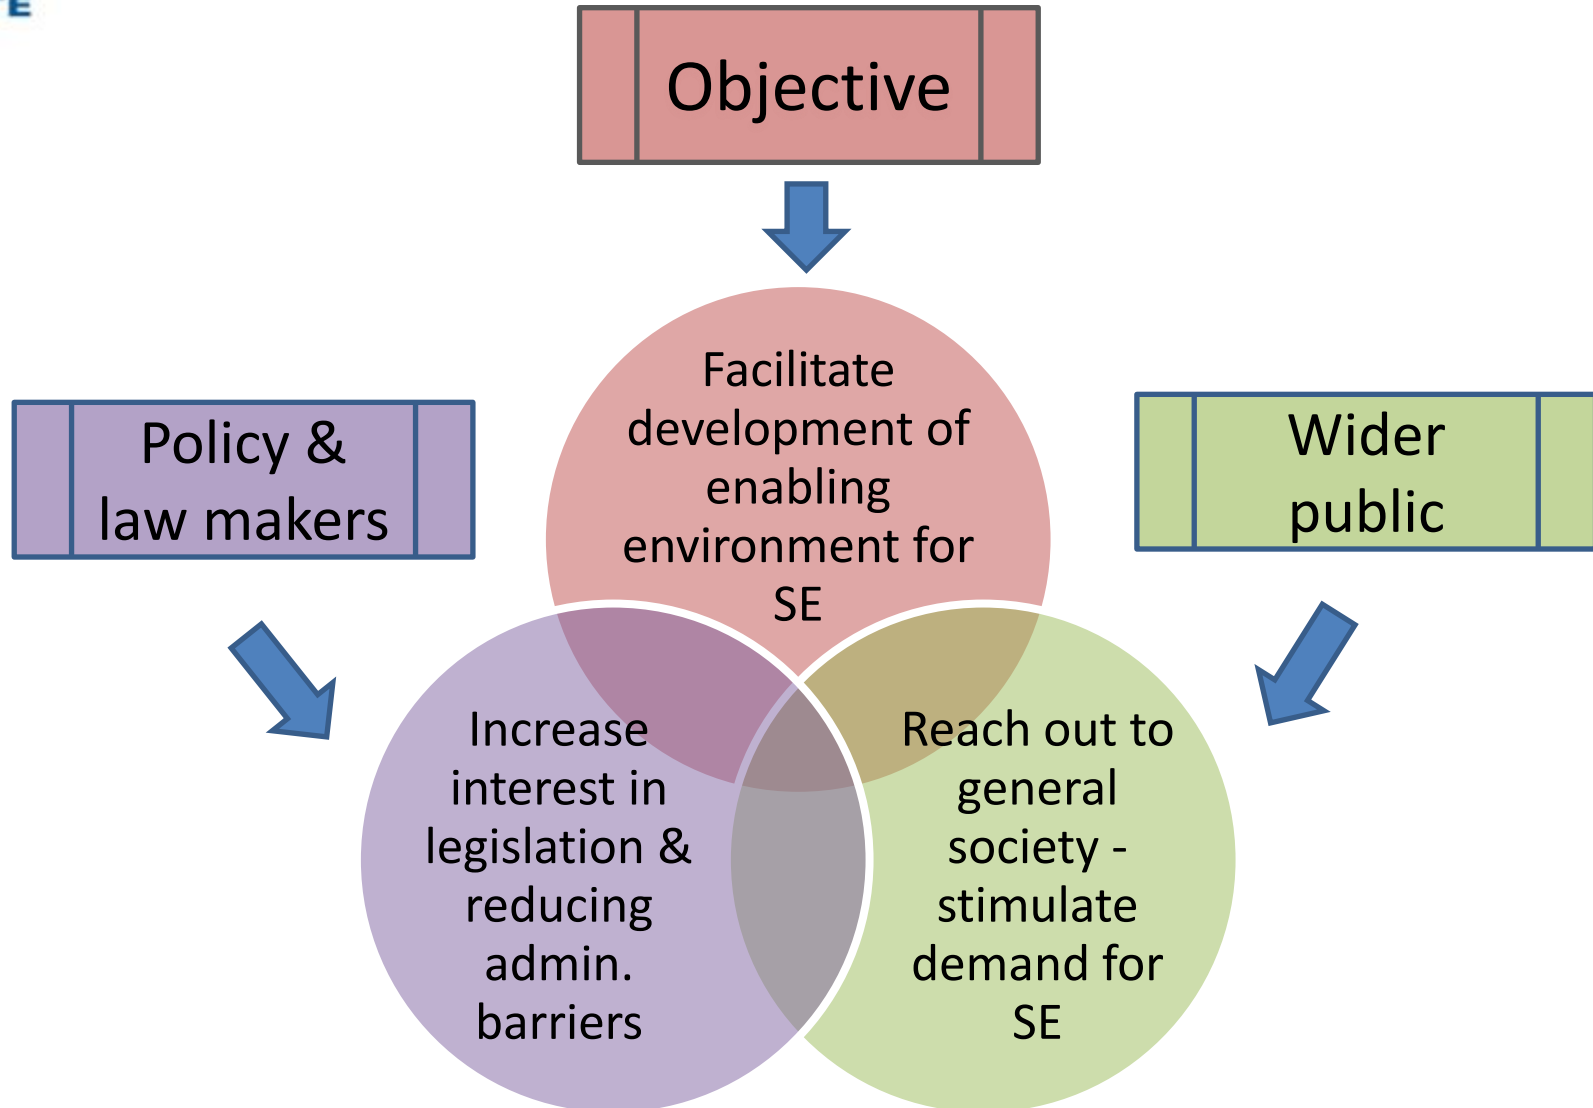 Objective
Facilitate
development of
enabling
environment for
SE
Policy &
law makers
Wider
public
Increase
interest in
legislation &
reducing
admin.
barriers
Reach out to
general
society -
stimulate
demand for
SE